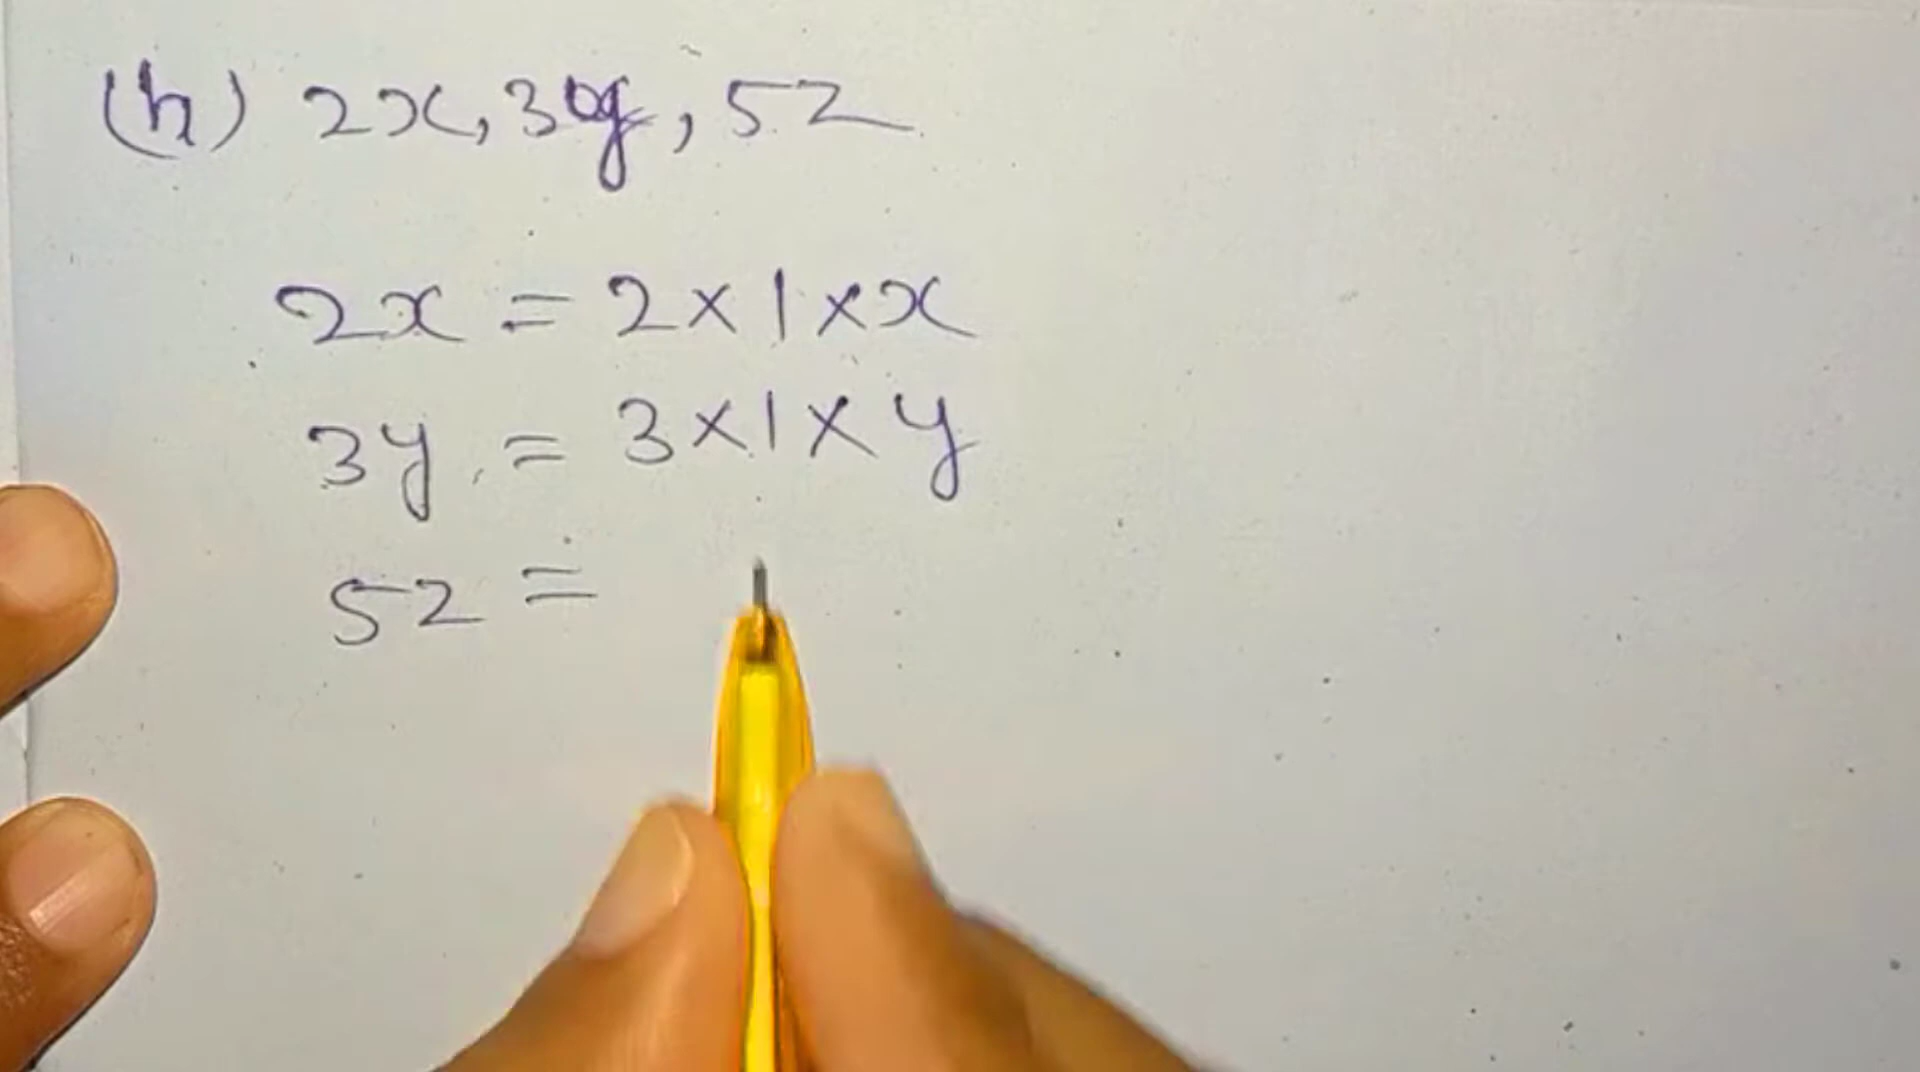 (h) 2x, 3y, 5z
2x = 2 × 1 × x
3y = 3 × 1 × y
5z =